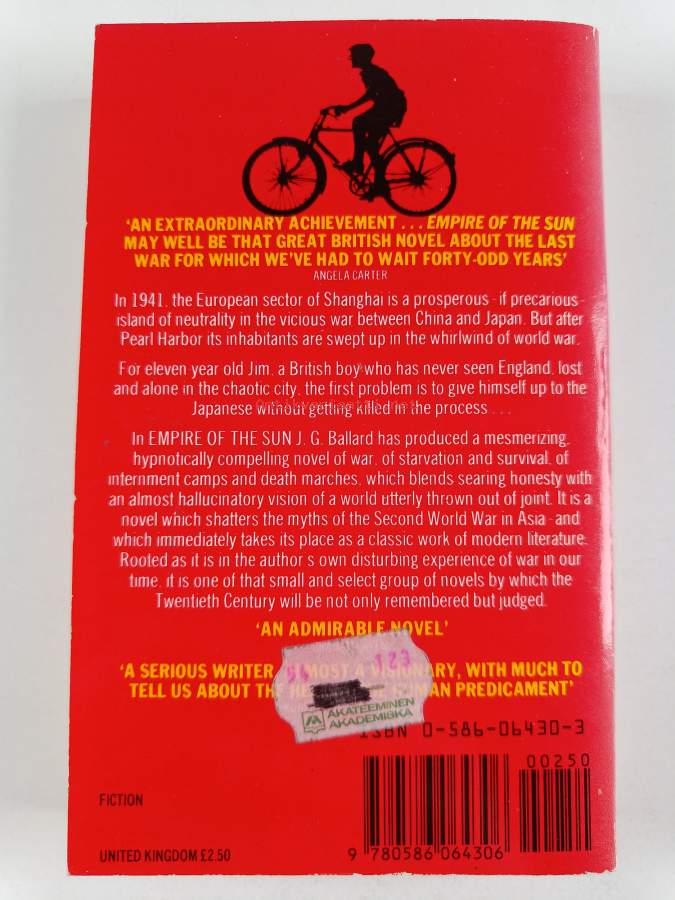 'AN EXTRAORDINARY ACHIEVEMENT . . . EMPIRE OF THE SUN
MAY WELL BE THAT GREAT BRITISH NOVEL ABOUT THE LAST
WAR FOR WHICH WE'VE HAD TO WAIT FORTY-ODD YEARS'
ANGELA CARTER
In 1941, the European sector of Shanghai is a prosperous - if precarious -
island of neutrality in the vicious war between China and Japan. But after
Pearl Harbor its inhabitants are swept up in the whirlwind of world war.
For eleven year old Jim, a British boy who has never seen England, lost
and alone in the chaotic city, the first problem is to give himself up to the
Japanese without getting killed in the process . . .
In EMPIRE OF THE SUN J. G. Ballard has produced a mesmerizing,
hypnotically compelling novel of war, of starvation and survival, of
internment camps and death marches, which blends searing honesty with
an almost hallucinatory vision of a world utterly thrown out of joint. It is a
novel which shatters the myths of the Second World War in Asia - and
which immediately takes its place as a classic work of modern literature.
Rooted as it is in the author's own disturbing experience of war in our
time, it is one of that small and select group of novels by which the
Twentieth Century will be not only remembered but judged.
'AN ADMIRABLE NOVEL'
'A SERIOUS WRITER, ALMOST A VISIONARY, WITH MUCH TO
TELL US ABOUT THE HUMAN PREDICAMENT'
123
AKATEEMINEN
AKADEMISKA
ISBN 0-586-06430-3
00250
FICTION
UNITED KINGDOM £2.50
9 780586 064306